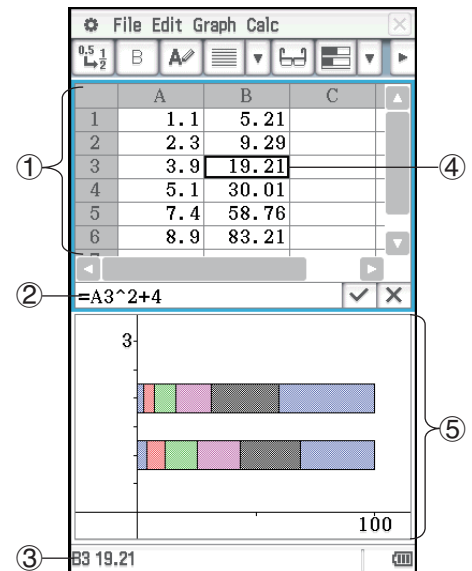 File Edit Graph Calc
0.5 1 2 B A
A B C
1 1.1 5.21
2 2.3 9.29
① 3 3.9 19.21 ④
4 5.1 30.01
5 7.4 58.76
6 8.9 83.21
② =A3^2+4
3
⑤
100
③ B3 19.21